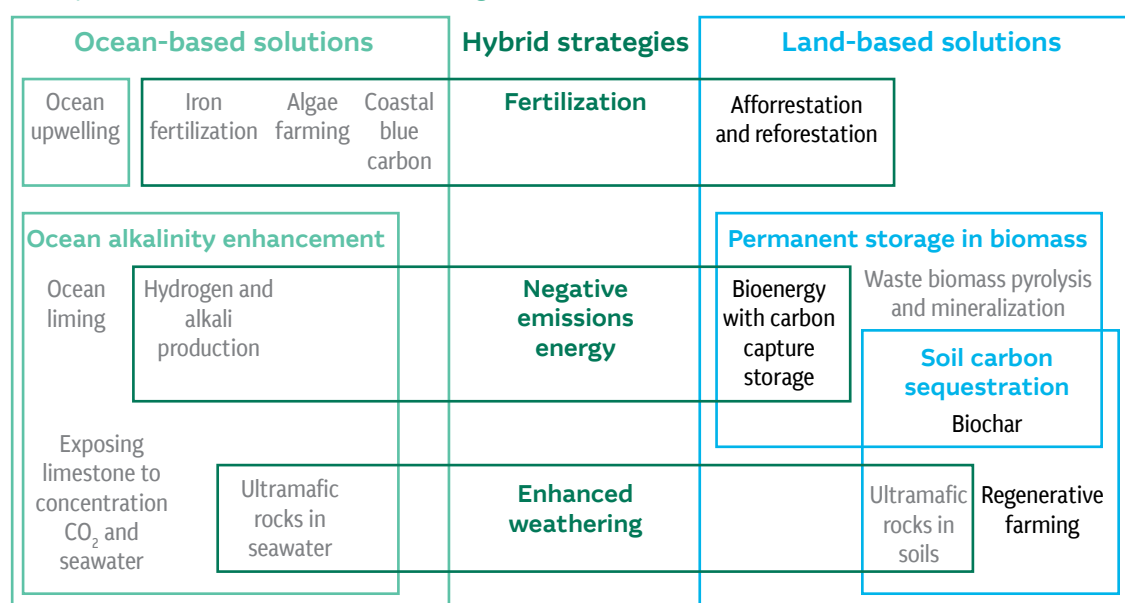 Ocean-based solutions
Hybrid strategies
Land-based solutions
Ocean
upwelling
Iron
fertilization
Algae
farming
Coastal
blue
carbon
Fertilization
Afforrestation
and reforestation
Ocean alkalinity enhancement
Permanent storage in biomass
Ocean
liming
Hydrogen and
alkali
production
Negative
emissions
energy
Bioenergy
with carbon
capture
storage
Waste biomass pyrolysis
and mineralization
Soil carbon
sequestration
Biochar
Exposing
limestone to
concentration
CO₂ and
seawater
Ultramafic
rocks in
seawater
Enhanced
weathering
Ultramafic
rocks in
soils
Regenerative
farming